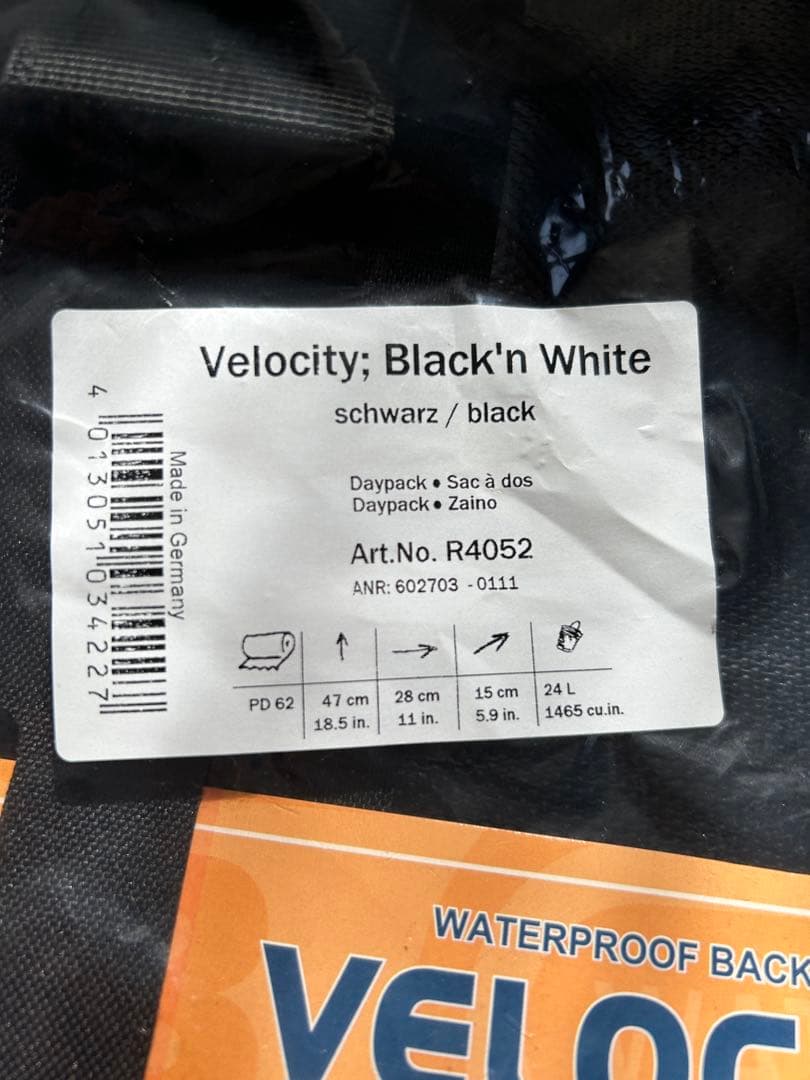 Velocity; Black'n White
schwarz / black
Daypack • Sac à dos
Daypack • Zaino
Art.No. R4052
ANR: 602703 - 0111
PD 62
47 cm
18.5 in.
28 cm
11 in.
15 cm
5.9 in.
24 L
1465 cu.in.
Made in Germany
4 013051 034227
WATERPROOF BACK
VELOC